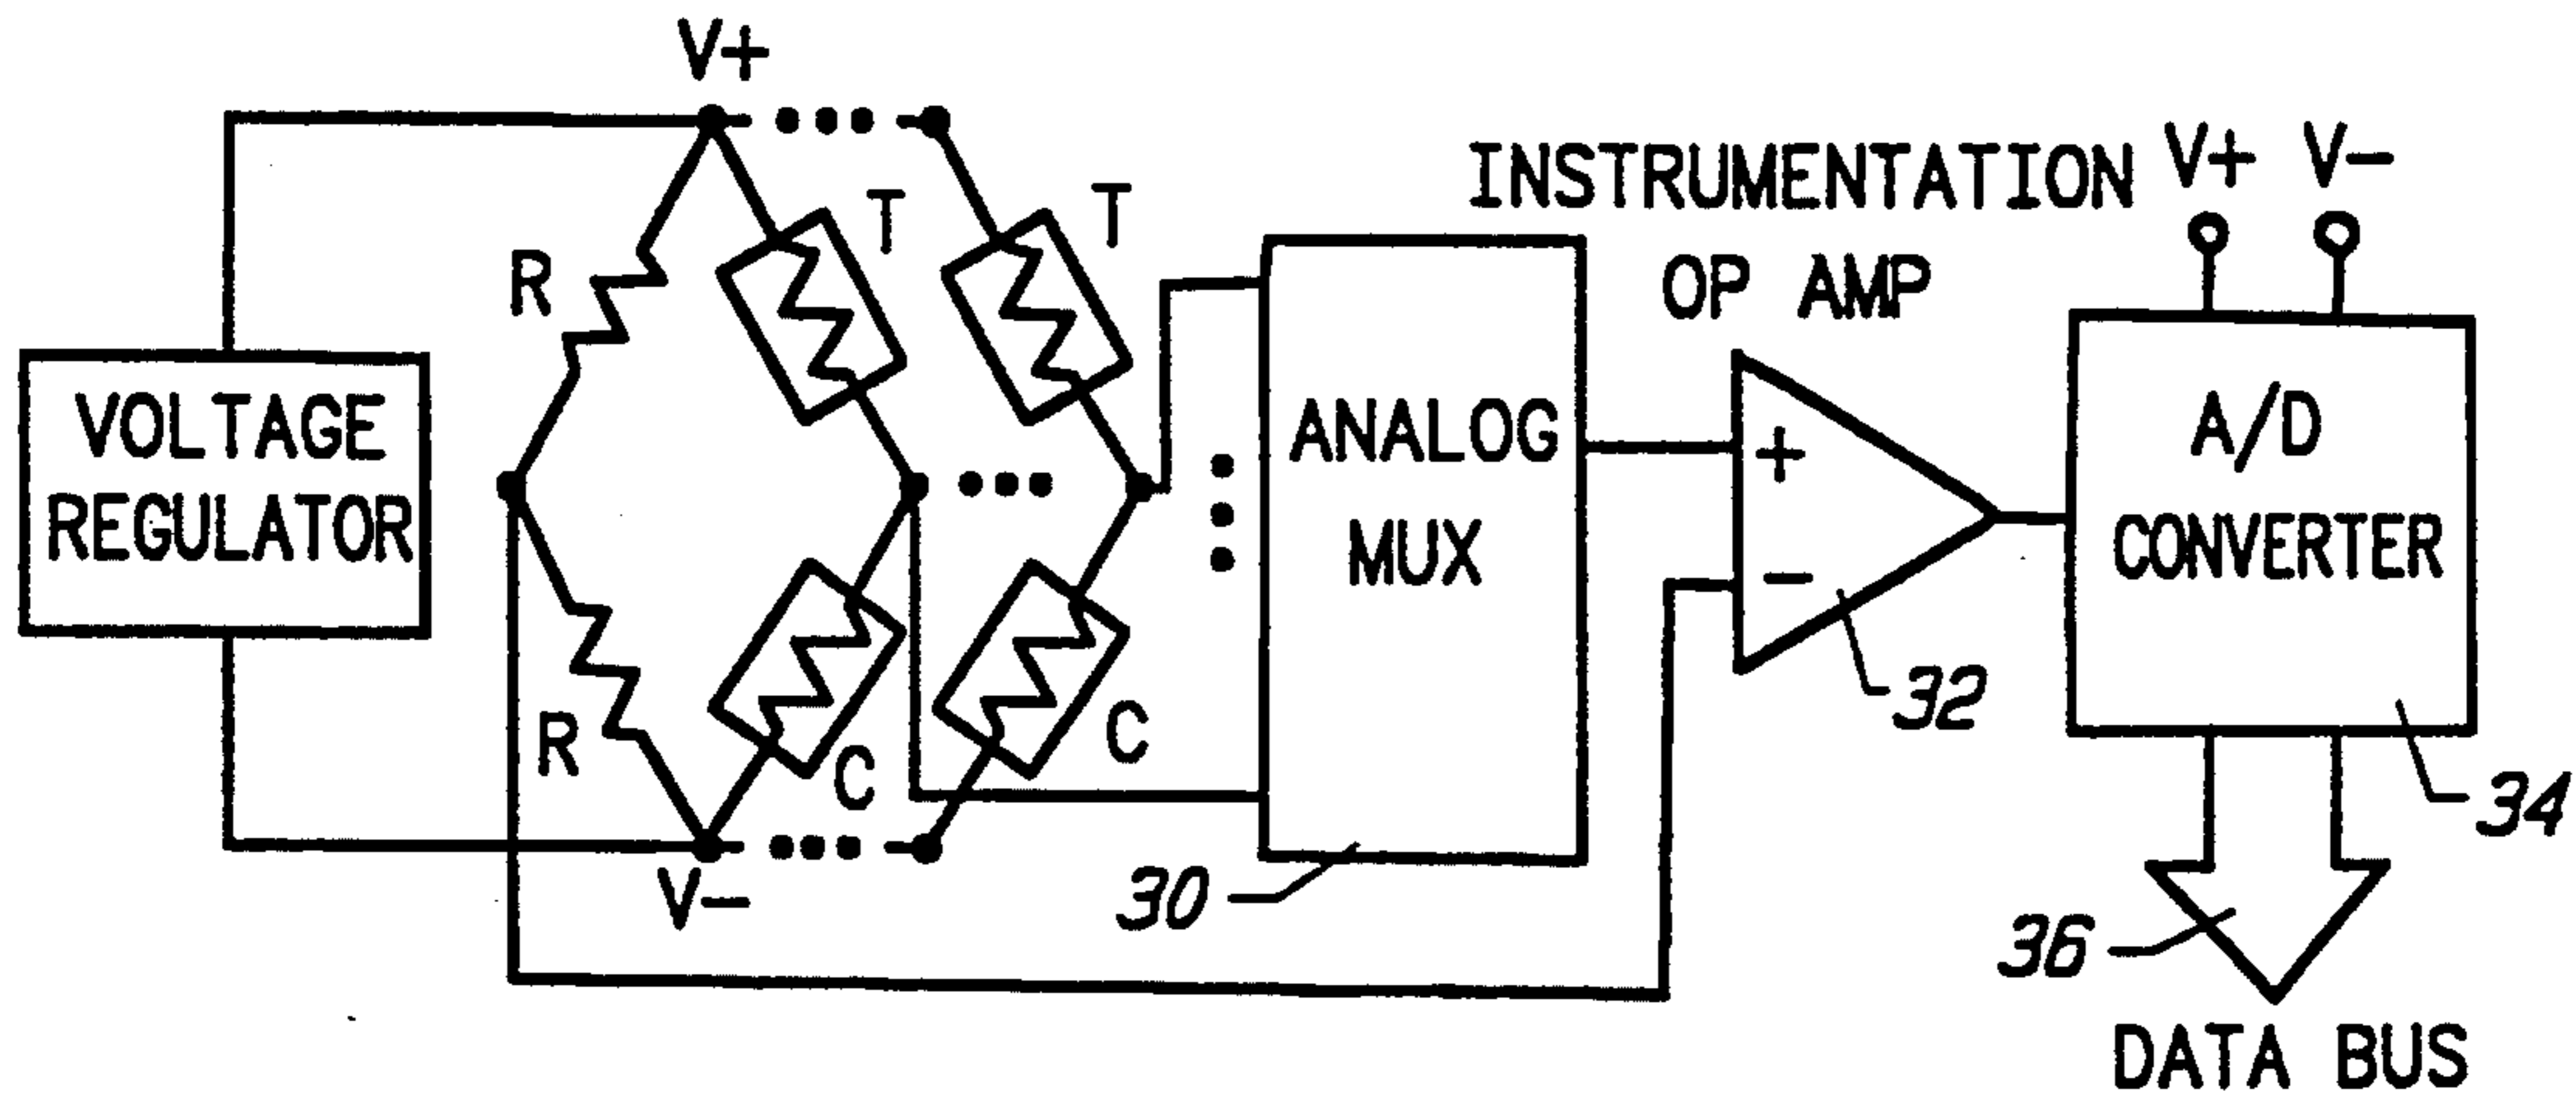 V+
INSTRUMENTATION
OP AMP
V+ V-
T
T
R
VOLTAGE
REGULATOR
ANALOG
MUX
+
-
A/D
CONVERTER
32
R
C
C
34
V-
30
36
DATA BUS